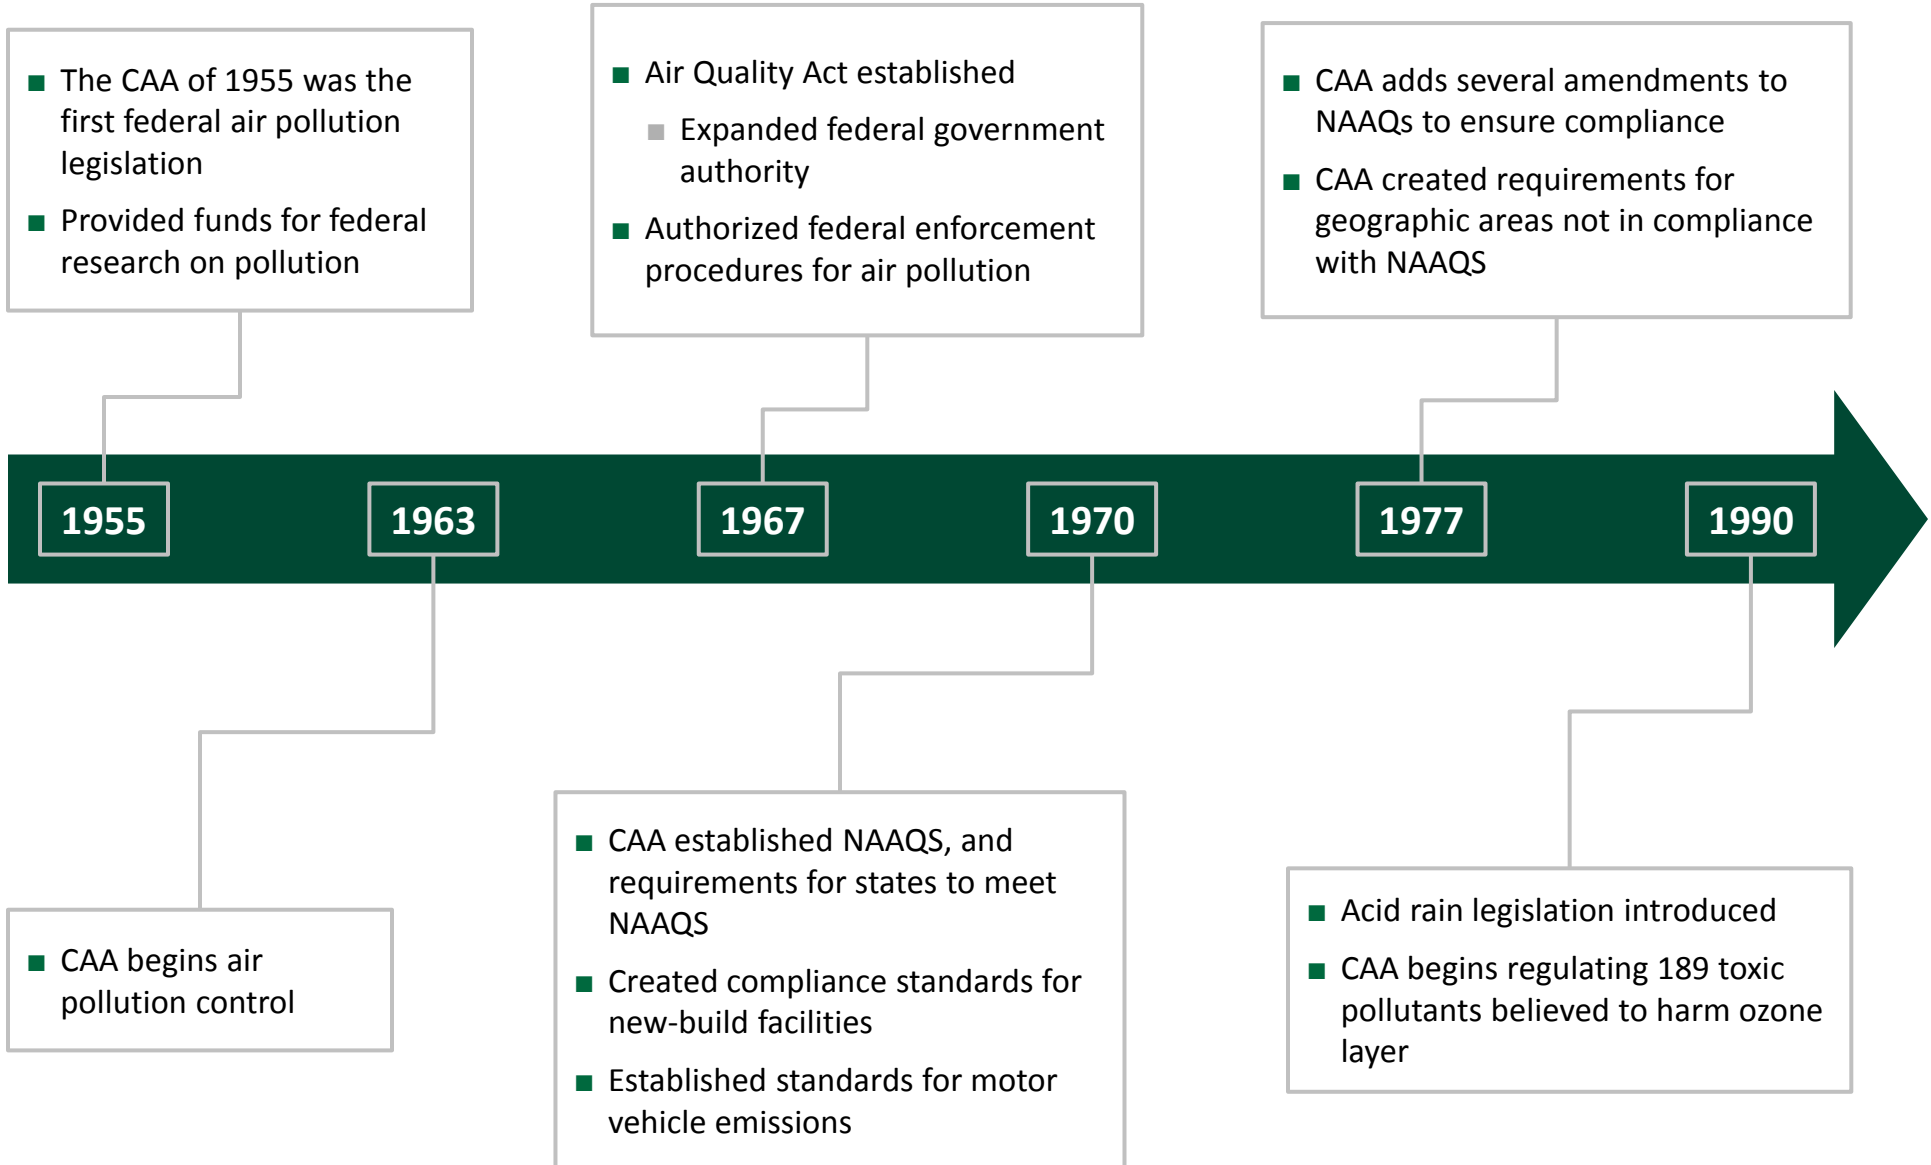 The CAA of 1955 was the
first federal air pollution
legislation
Provided funds for federal
research on pollution
Air Quality Act established
Expanded federal government
authority
Authorized federal enforcement
procedures for air pollution
CAA adds several amendments to
NAAQs to ensure compliance
CAA created requirements for
geographic areas not in compliance
with NAAQS
1955
1963
1967
1970
1977
1990
CAA begins air
pollution control
CAA established NAAQS, and
requirements for states to meet
NAAQS
Created compliance standards for
new-build facilities
Established standards for motor
vehicle emissions
Acid rain legislation introduced
CAA begins regulating 189 toxic
pollutants believed to harm ozone
layer